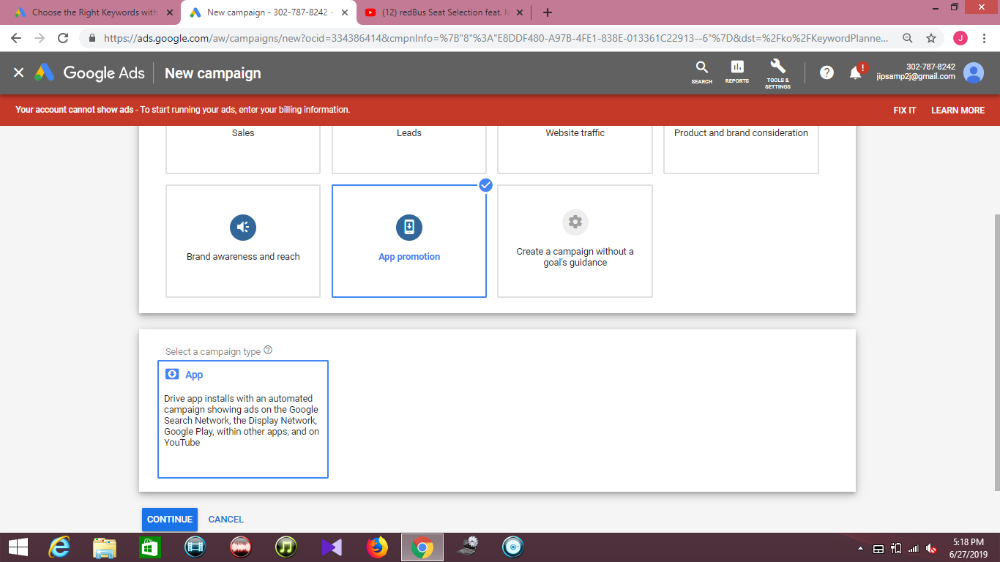 Choose the Right Keywords with
New campaign - 302-787-8242 -
(12) redBus Seat Selection feat. M
https://ads.google.com/aw/campaigns/new?ocid=334386414&cmpnInfo=%7B"8"%3A"E8DDF480-A97B-4FE1-838E-013361C22913--6"%7D&dst=%2Fko%2FKeywordPlanne...
J
Google Ads
New campaign
SEARCH
REPORTS
TOOLS &
SETTINGS
?
!
302-787-8242
jipsamp2j@gmail.com
Your account cannot show ads - To start running your ads, enter your billing information.
FIX IT
LEARN MORE
Sales
Leads
Website traffic
Product and brand consideration
Brand awareness and reach
App promotion
Create a campaign without a
goal's guidance
Select a campaign type ?
App
Drive app installs with an automated
campaign showing ads on the Google
Search Network, the Display Network,
Google Play, within other apps, and on
YouTube
CONTINUE
CANCEL
5:18 PM
6/27/2019